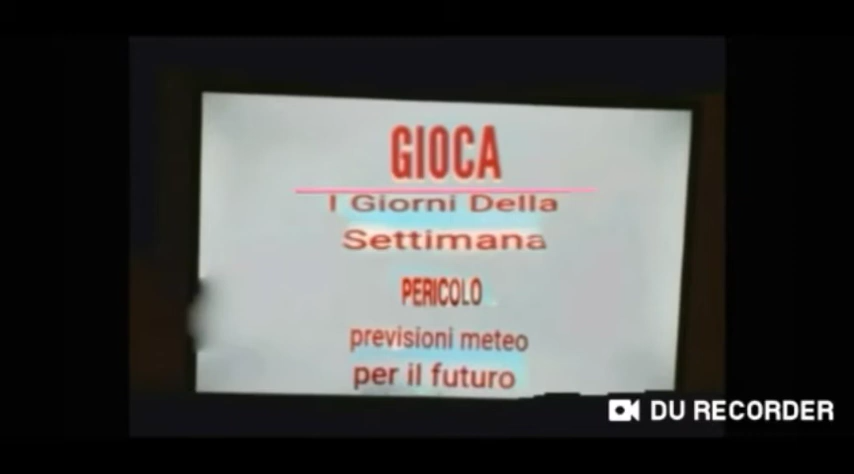 GIOCA
I Giorni Della
Settimana
PERICOLO
previsioni meteo
per il futuro
DU RECORDER